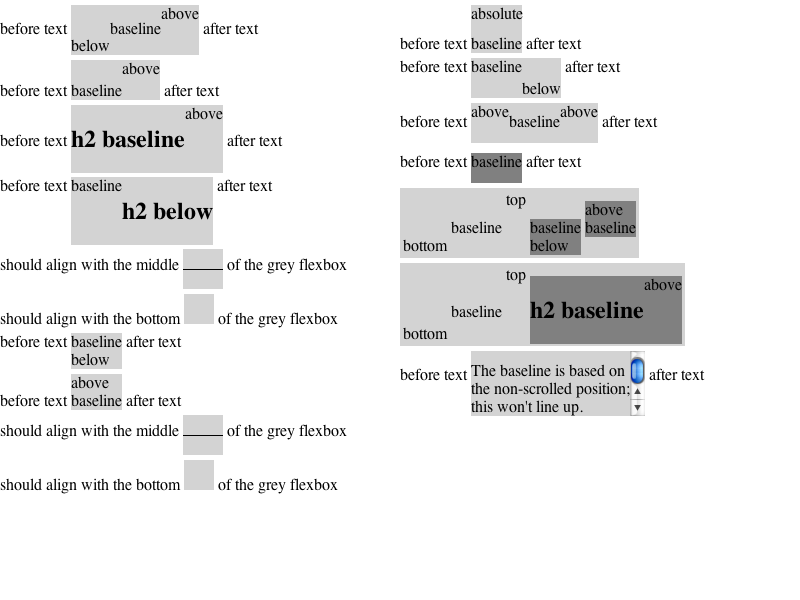 above
before text baseline after text
below
above
before text baseline after text
above
before text h2 baseline after text
before text baseline after text
h2 below
should align with the middle of the grey flexbox
should align with the bottom of the grey flexbox
before text baseline after text
below
above
before text baseline after text
should align with the middle of the grey flexbox
should align with the bottom of the grey flexbox
absolute
before text baseline after text
before text baseline after text
below
above above
before text baseline after text
before text baseline after text
top
above
baseline baseline baseline
bottom below
top
above
baseline h2 baseline
bottom
The baseline is based on
before text after text
the non-scrolled position;
this won't line up.